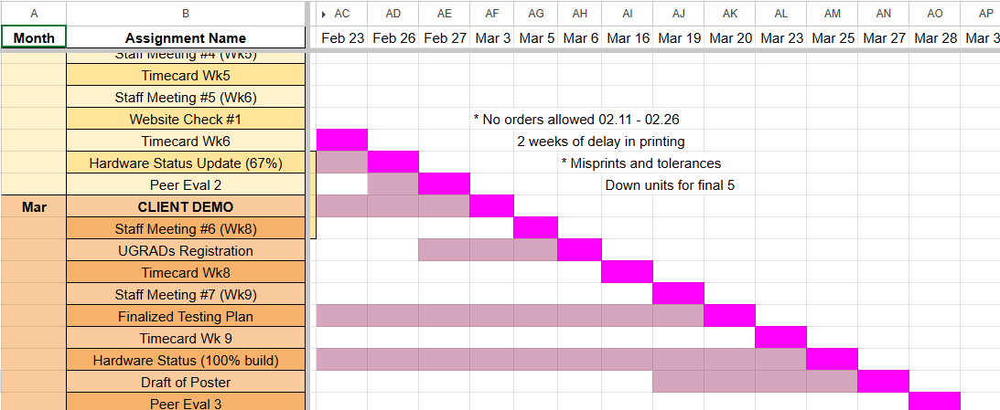 A B AC AD AE AF AG AH AI AJ AK AL AM AN AO AP
Month Assignment Name Feb 23 Feb 26 Feb 27 Mar 3 Mar 5 Mar 6 Mar 16 Mar 19 Mar 20 Mar 23 Mar 25 Mar 27 Mar 28 Mar 3
Staff Meeting #4 (Wk5)
Timecard Wk5
Staff Meeting #5 (Wk6)
Website Check #1 * No orders allowed 02.11 - 02.26
Timecard Wk6 2 weeks of delay in printing
Hardware Status Update (67%) * Misprints and tolerances
Peer Eval 2 Down units for final 5
Mar CLIENT DEMO
Staff Meeting #6 (Wk8)
UGRADs Registration
Timecard Wk8
Staff Meeting #7 (Wk9)
Finalized Testing Plan
Timecard Wk 9
Hardware Status (100% build)
Draft of Poster
Peer Eval 3